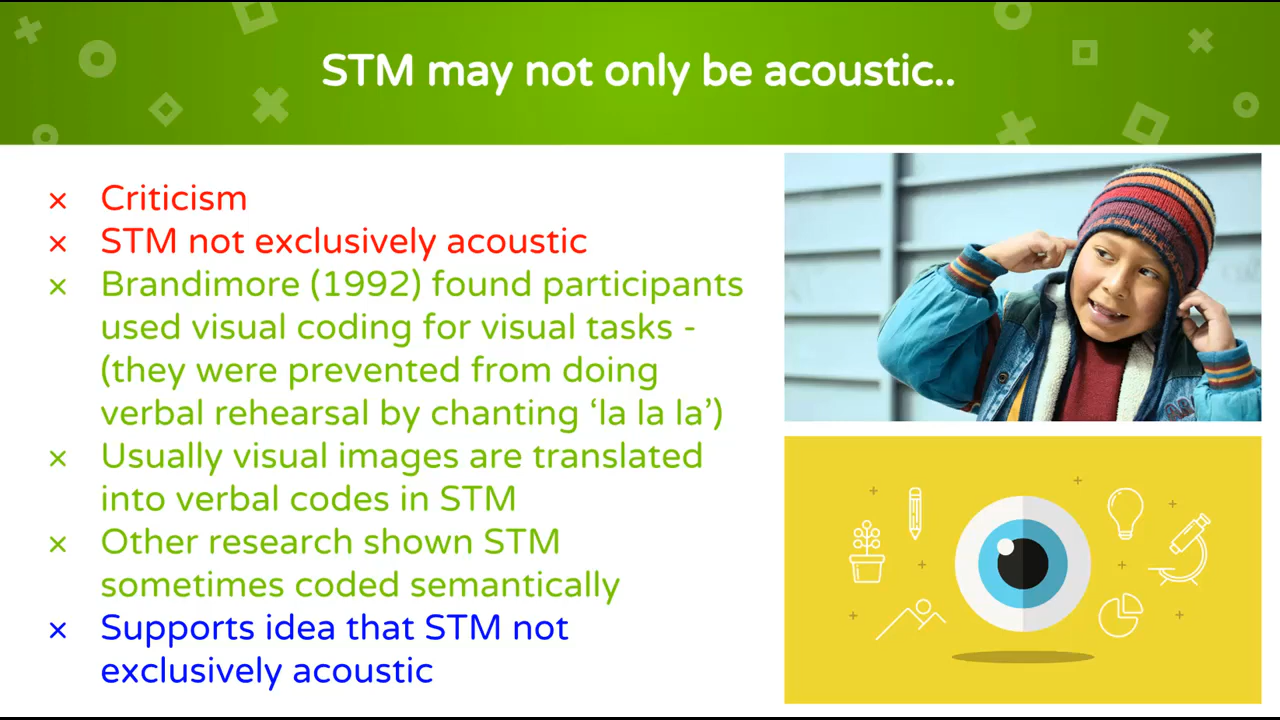 STM may not only be acoustic..
× Criticism
× STM not exclusively acoustic
× Brandimore (1992) found participants
used visual coding for visual tasks -
(they were prevented from doing
verbal rehearsal by chanting ‘la la la’)
× Usually visual images are translated
into verbal codes in STM
× Other research shown STM
sometimes coded semantically
× Supports idea that STM not
exclusively acoustic